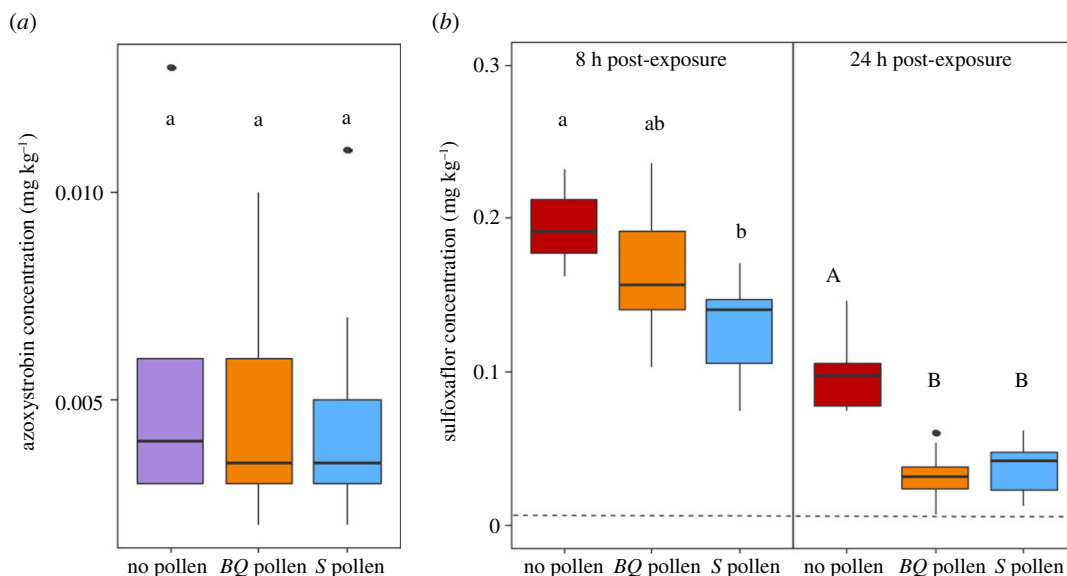 (a)
azoxystrobin concentration (mg kg⁻¹)
0.010
0.005
a a a
no pollen BQ pollen S pollen
(b)
sulfoxaflor concentration (mg kg⁻¹)
0.3
0.2
0.1
0
8 h post-exposure 24 h post-exposure
a ab b A B B
no pollen BQ pollen S pollen no pollen BQ pollen S pollen